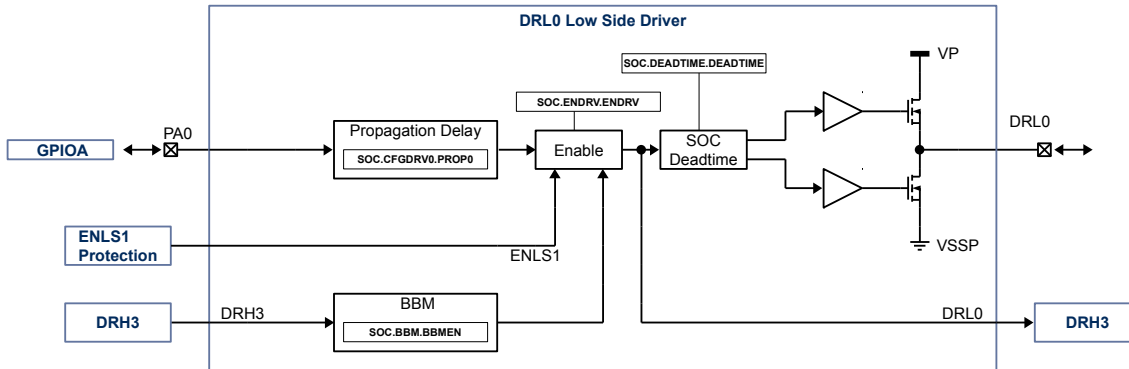 DRL0 Low Side Driver
SOC.DEADTIME.DEADTIME
VP
SOC.ENDRV.ENDRV
GPIOA
PA0
Propagation Delay
SOC.CFGDRV0.PROP0
Enable
SOC
Deadtime
DRL0
ENLS1
Protection
ENLS1
VSSP
DRH3
DRH3
BBM
SOC.BBM.BBMEN
DRL0
DRH3